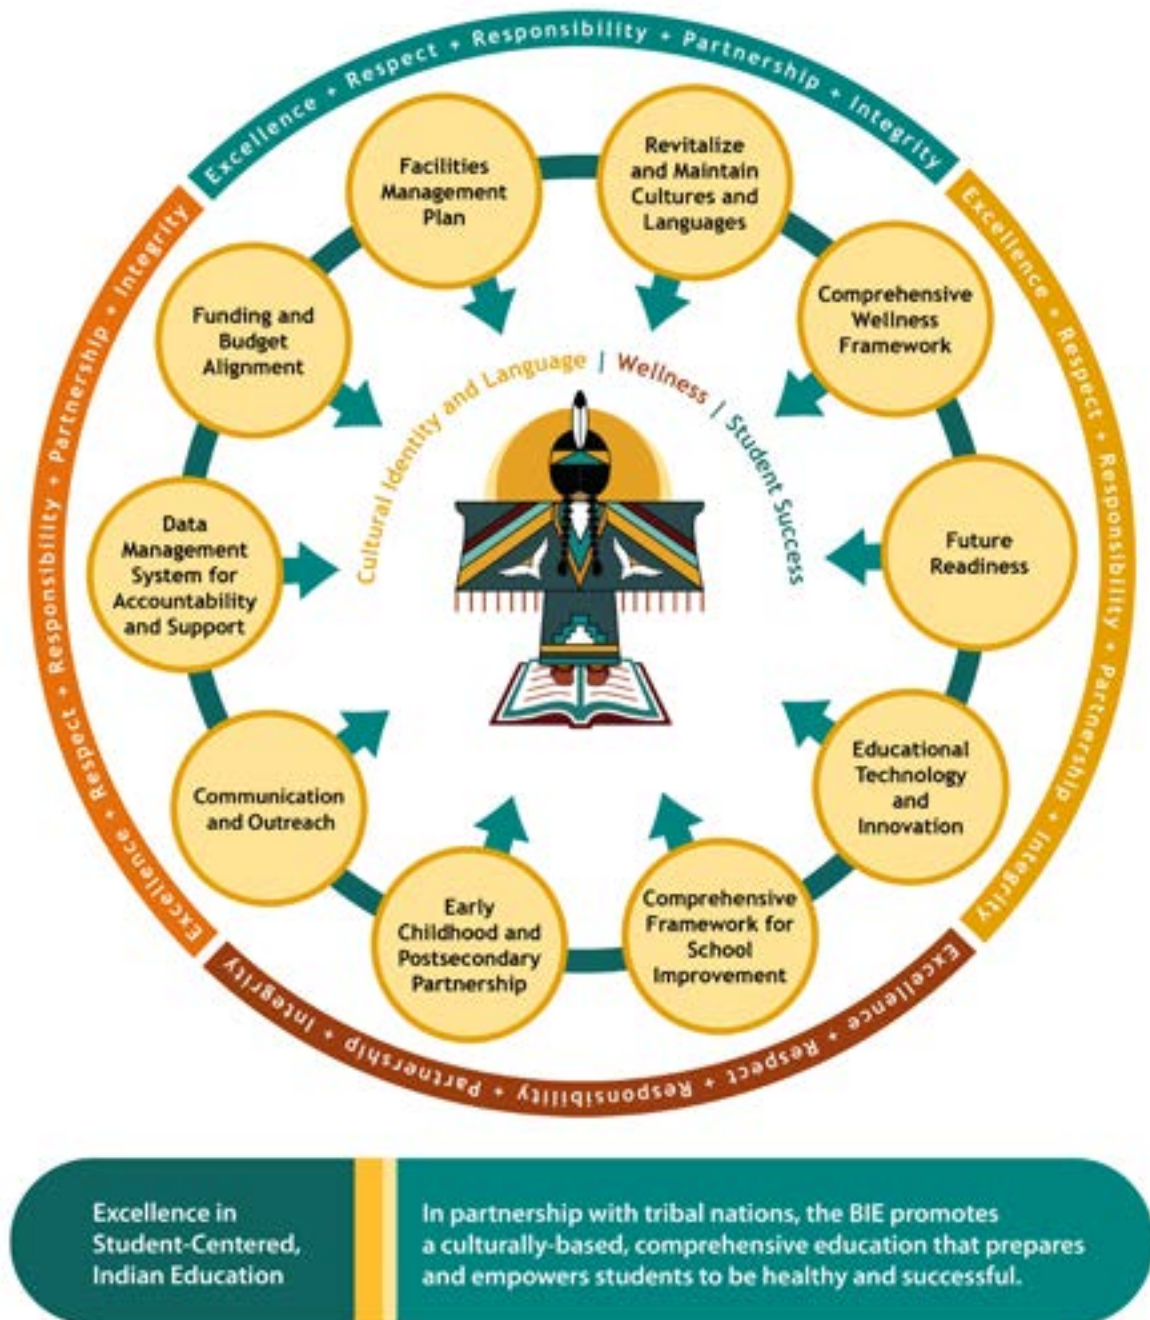 Excellence + Respect + Responsibility + Partnership + Integrity
Excellence + Respect + Responsibility + Partnership + Integrity
Excellence + Respect + Responsibility + Partnership + Integrity
Excellence + Respect + Responsibility + Partnership + Integrity
Revitalize
and Maintain
Cultures and
Languages
Comprehensive
Wellness
Framework
Future
Readiness
Educational
Technology
and
Innovation
Comprehensive
Framework for
School
Improvement
Early
Childhood and
Postsecondary
Partnership
Communication
and Outreach
Data
Management
System for
Accountability
and Support
Funding and
Budget
Alignment
Facilities
Management
Plan
Cultural Identity and Language | Wellness | Student Success
Excellence in
Student-Centered,
Indian Education
In partnership with tribal nations, the BIE promotes
a culturally-based, comprehensive education that prepares
and empowers students to be healthy and successful.